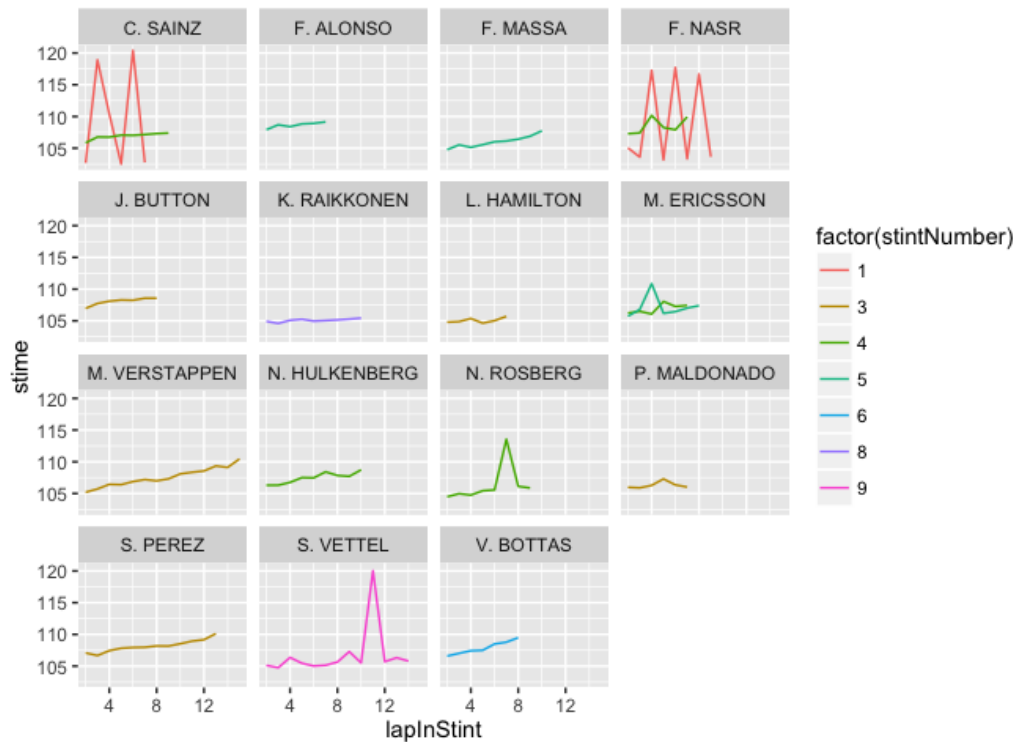 C. SAINZ
F. ALONSO
F. MASSA
F. NASR
120
115
110
105
J. BUTTON
K. RAIKKONEN
L. HAMILTON
M. ERICSSON
120
115
110
105
M. VERSTAPPEN
N. HULKENBERG
N. ROSBERG
P. MALDONADO
120
115
110
105
S. PEREZ
S. VETTEL
V. BOTTAS
120
115
110
105
4 8 12
4 8 12
4 8 12
lapInStint
stime
factor(stintNumber)
1
3
4
5
6
8
9